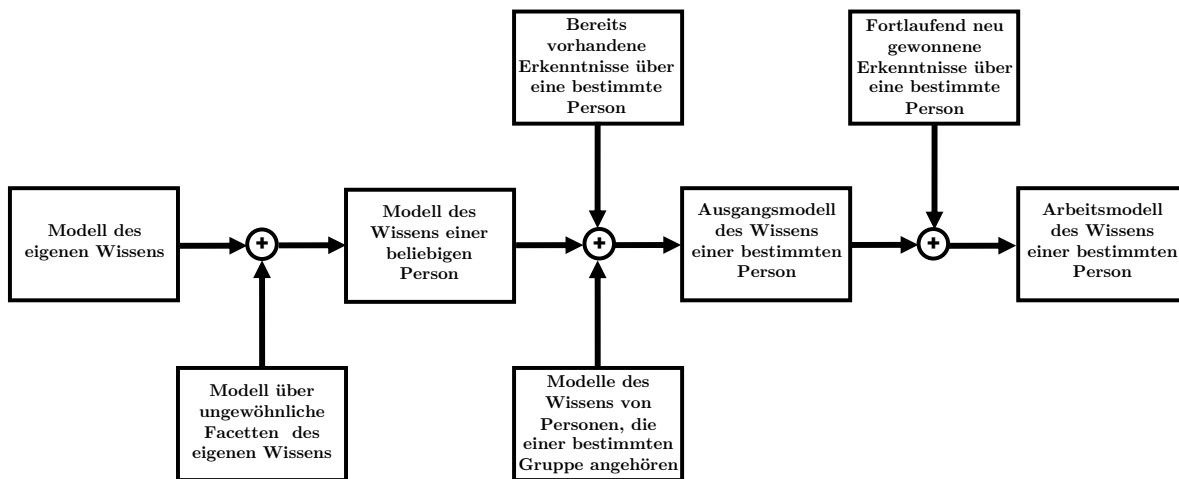 Bereits
vorhandene
Erkenntnisse über
eine bestimmte
Person
Fortlaufend neu
gewonnene
Erkenntnisse über
eine bestimmte
Person
Modell des
eigenen Wissens
+
Modell des
Wissens einer
beliebigen
Person
+
Ausgangsmodell
des Wissens
einer bestimmten
Person
+
Arbeitsmodell
des Wissens
einer bestimmten
Person
Modell über
ungewöhnliche
Facetten des
eigenen Wissens
Modelle des
Wissens von
Personen, die
einer bestimmten
Gruppe angehören